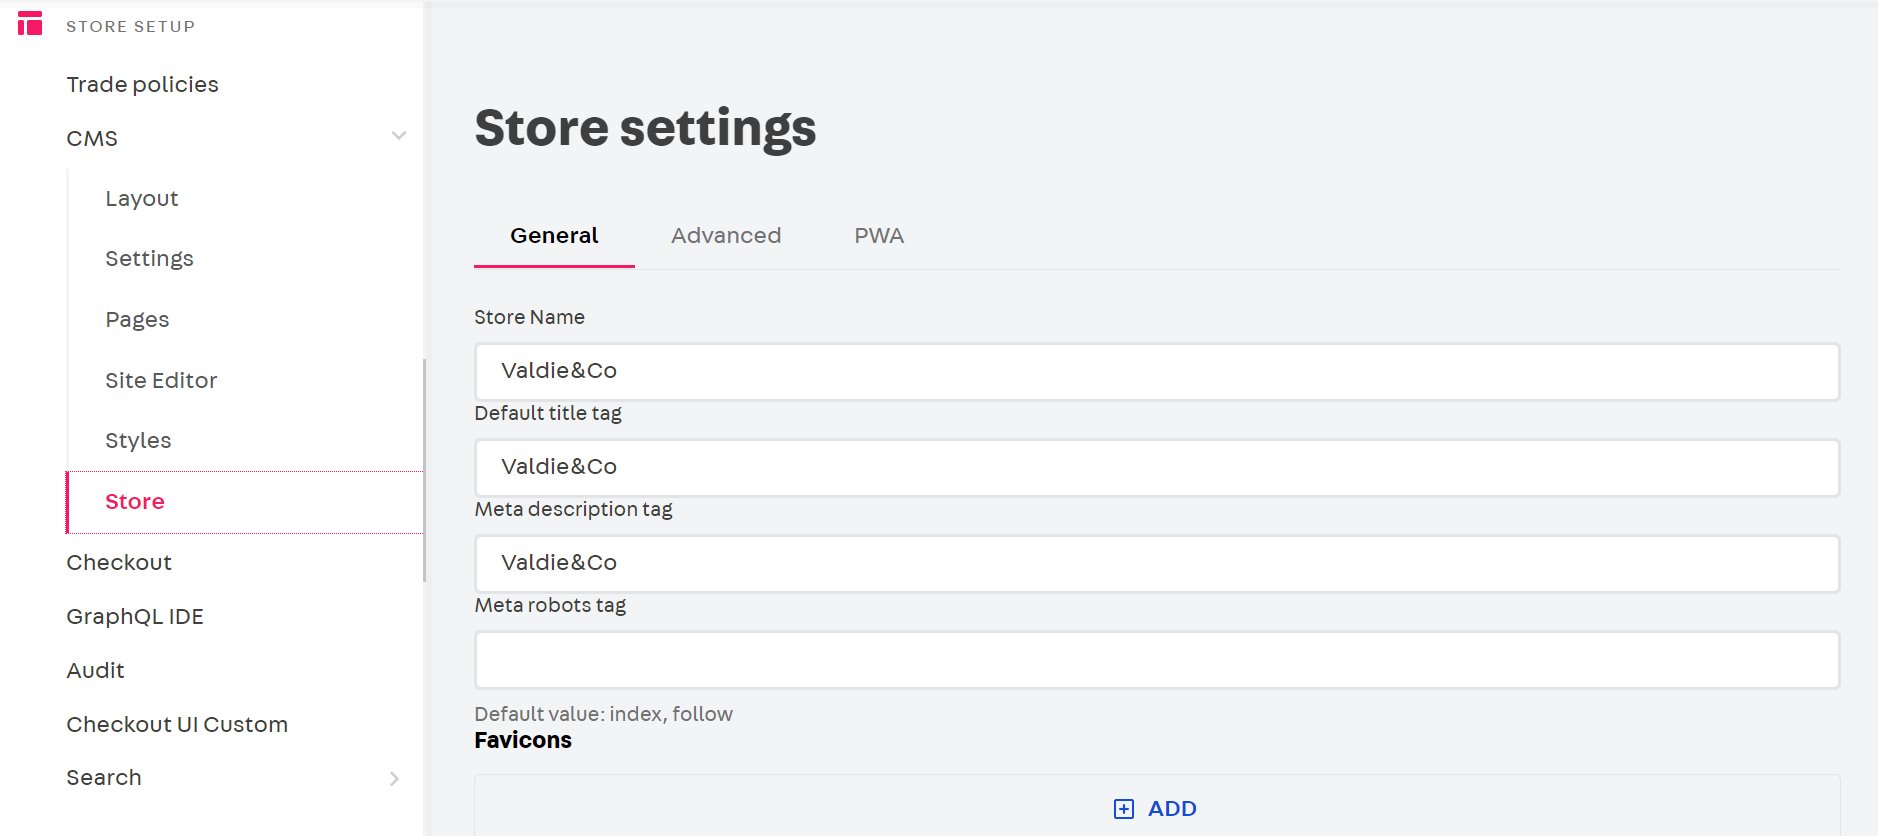 STORE SETUP
Trade policies
CMS
Layout
Settings
Pages
Site Editor
Styles
Store
Checkout
GraphQL IDE
Audit
Checkout UI Custom
Search
Store settings
General Advanced PWA
Store Name
Valdie&Co
Default title tag
Valdie&Co
Meta description tag
Valdie&Co
Meta robots tag
Default value: index, follow
Favicons
ADD